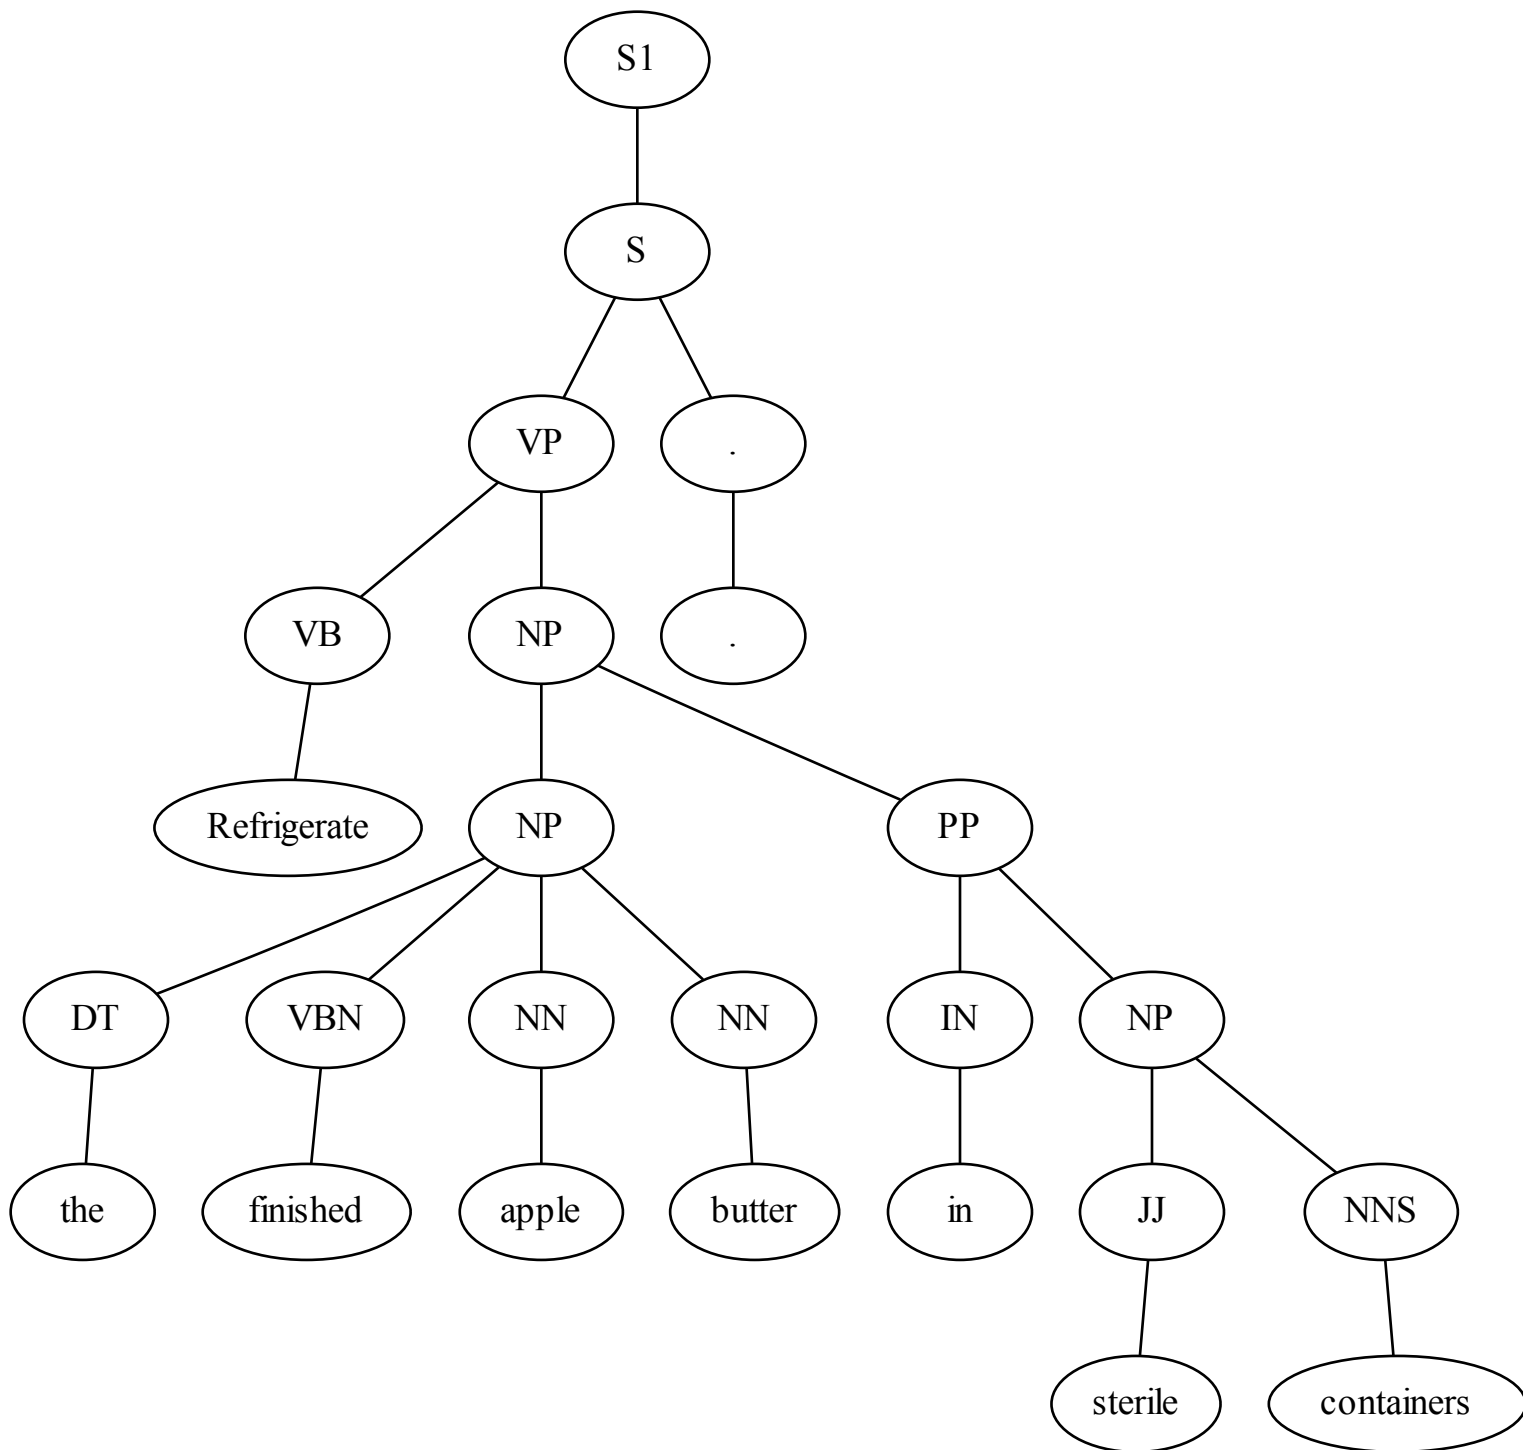 S1
S
VP .
VB NP .
Refrigerate NP PP
DT VBN NN NN IN NP
the finished apple butter in JJ NNS
sterile containers